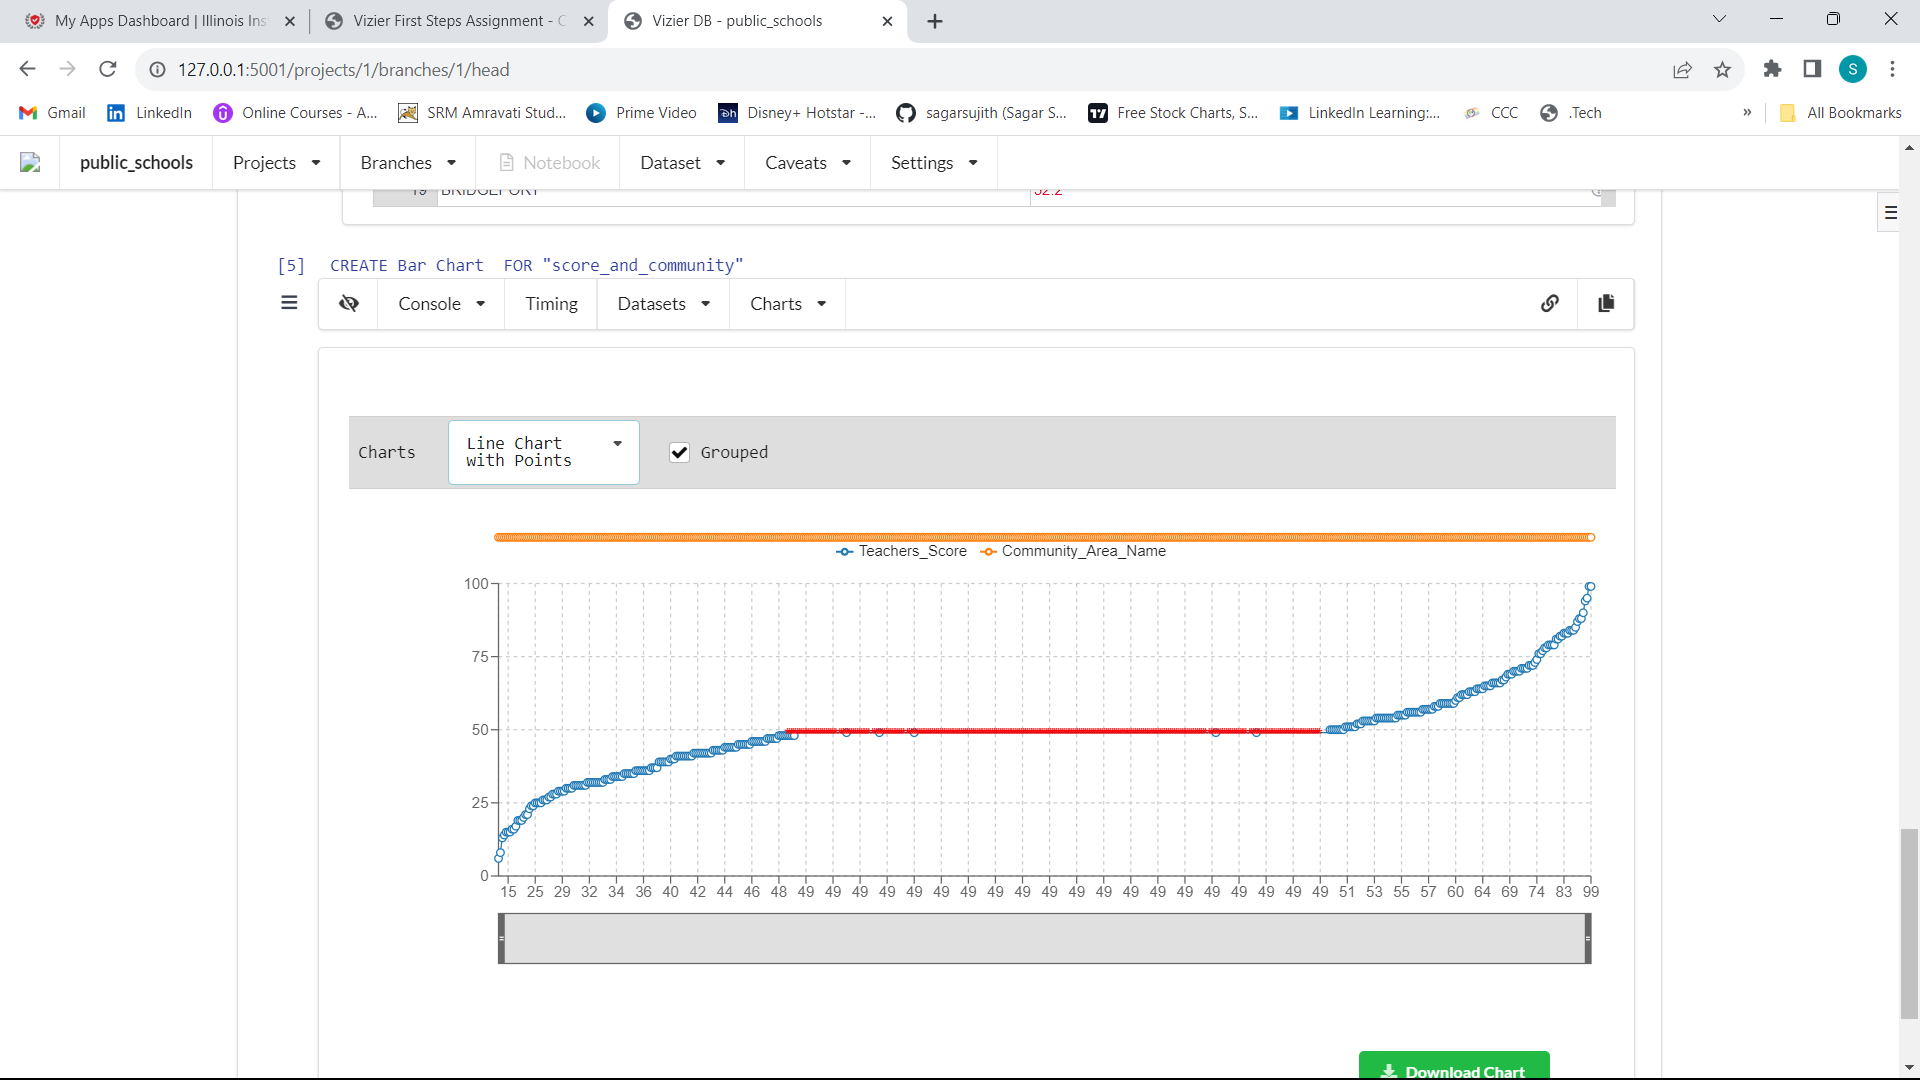 My Apps Dashboard | Illinois Ins
Vizier First Steps Assignment - C
Vizier DB - public_schools
127.0.0.1:5001/projects/1/branches/1/head
S
Gmail
LinkedIn
Online Courses - A...
SRM Amravati Stud...
Prime Video
Disney+ Hotstar -...
sagarsujith (Sagar S...
Free Stock Charts, S...
LinkedIn Learning:...
CCC
.Tech
»
All Bookmarks
public_schools
Projects
Branches
Notebook
Dataset
Caveats
Settings
19 BRIDGEPORT 52.2
[5] CREATE Bar Chart FOR "score_and_community"
Console
Timing
Datasets
Charts
Charts
Line Chart
with Points
Grouped
Teachers_Score
Community_Area_Name
100
75
50
25
0
15 25 29 32 34 36 40 42 44 46 48 49 49 49 49 49 49 49 49 49 49 49 49 49 49 49 49 49 49 49 49 51 53 55 57 60 64 69 74 83 99
Download Chart